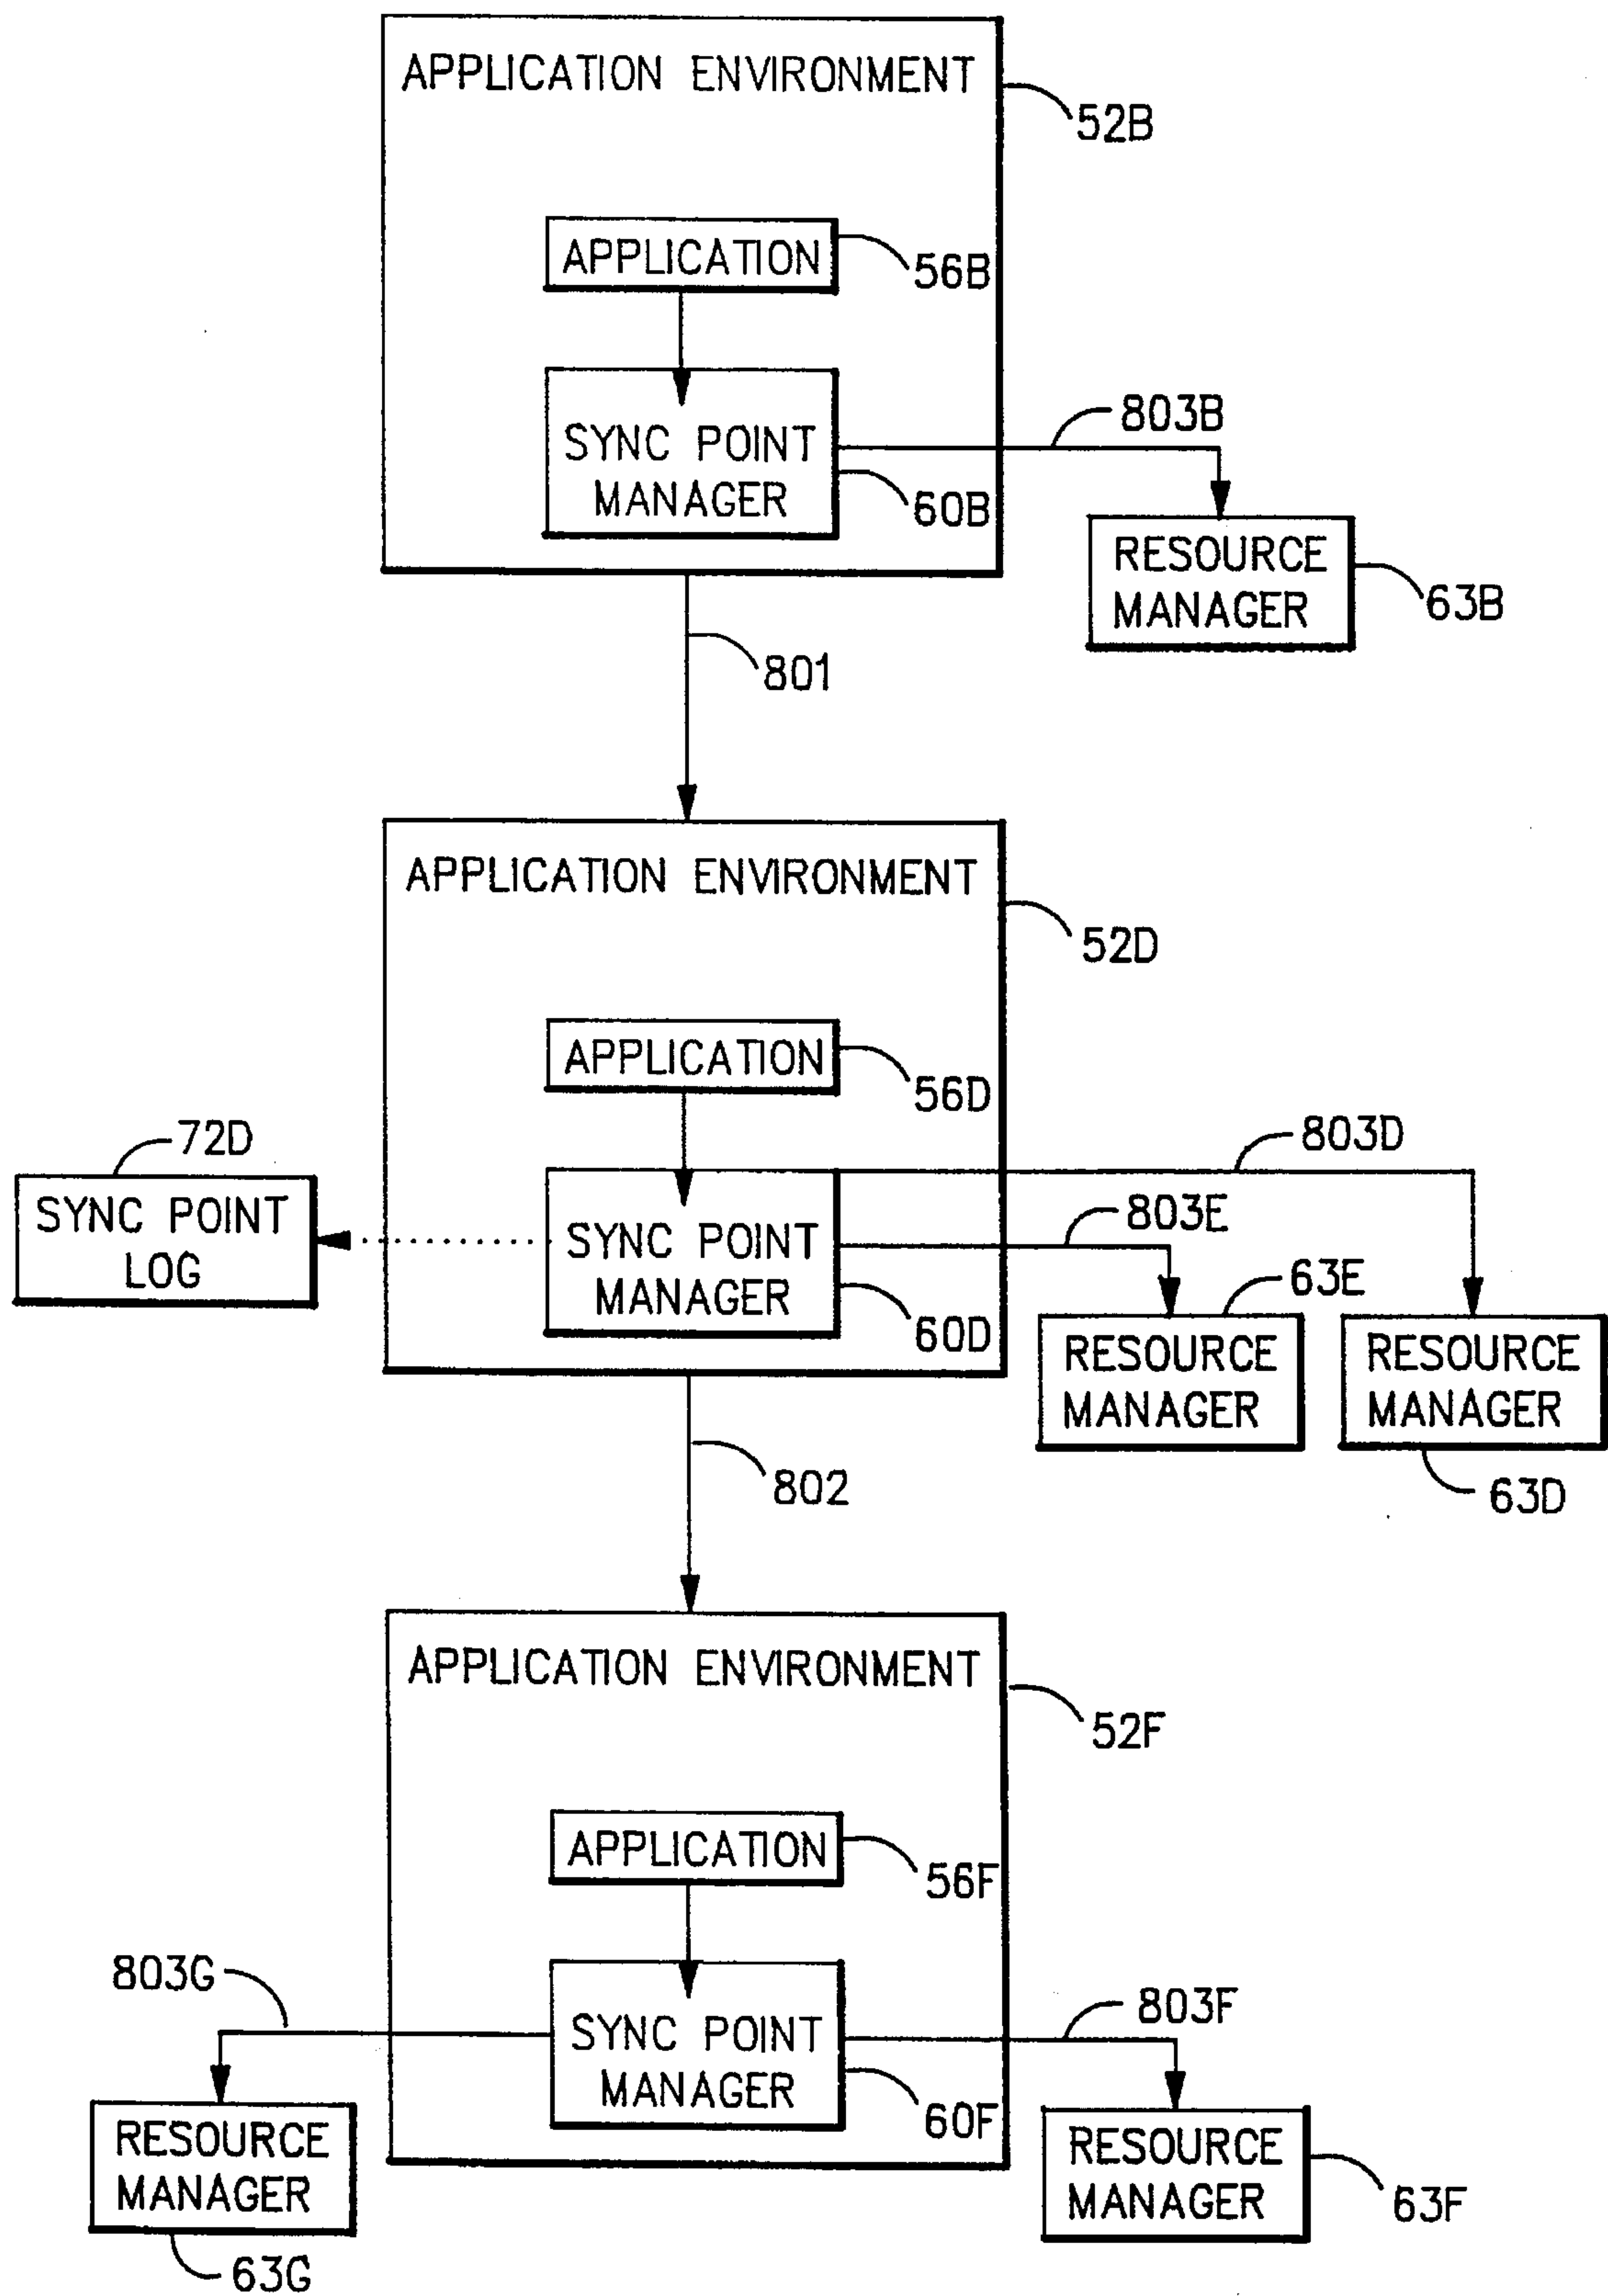 APPLICATION ENVIRONMENT
52B
APPLICATION
56B
SYNC POINT
MANAGER
60B
803B
RESOURCE
MANAGER
63B
801
APPLICATION ENVIRONMENT
52D
APPLICATION
56D
72D
SYNC POINT
LOG
SYNC POINT
MANAGER
60D
803D
803E
63E
RESOURCE
MANAGER
RESOURCE
MANAGER
63D
802
APPLICATION ENVIRONMENT
52F
APPLICATION
56F
803G
SYNC POINT
MANAGER
60F
803F
RESOURCE
MANAGER
63G
RESOURCE
MANAGER
63F